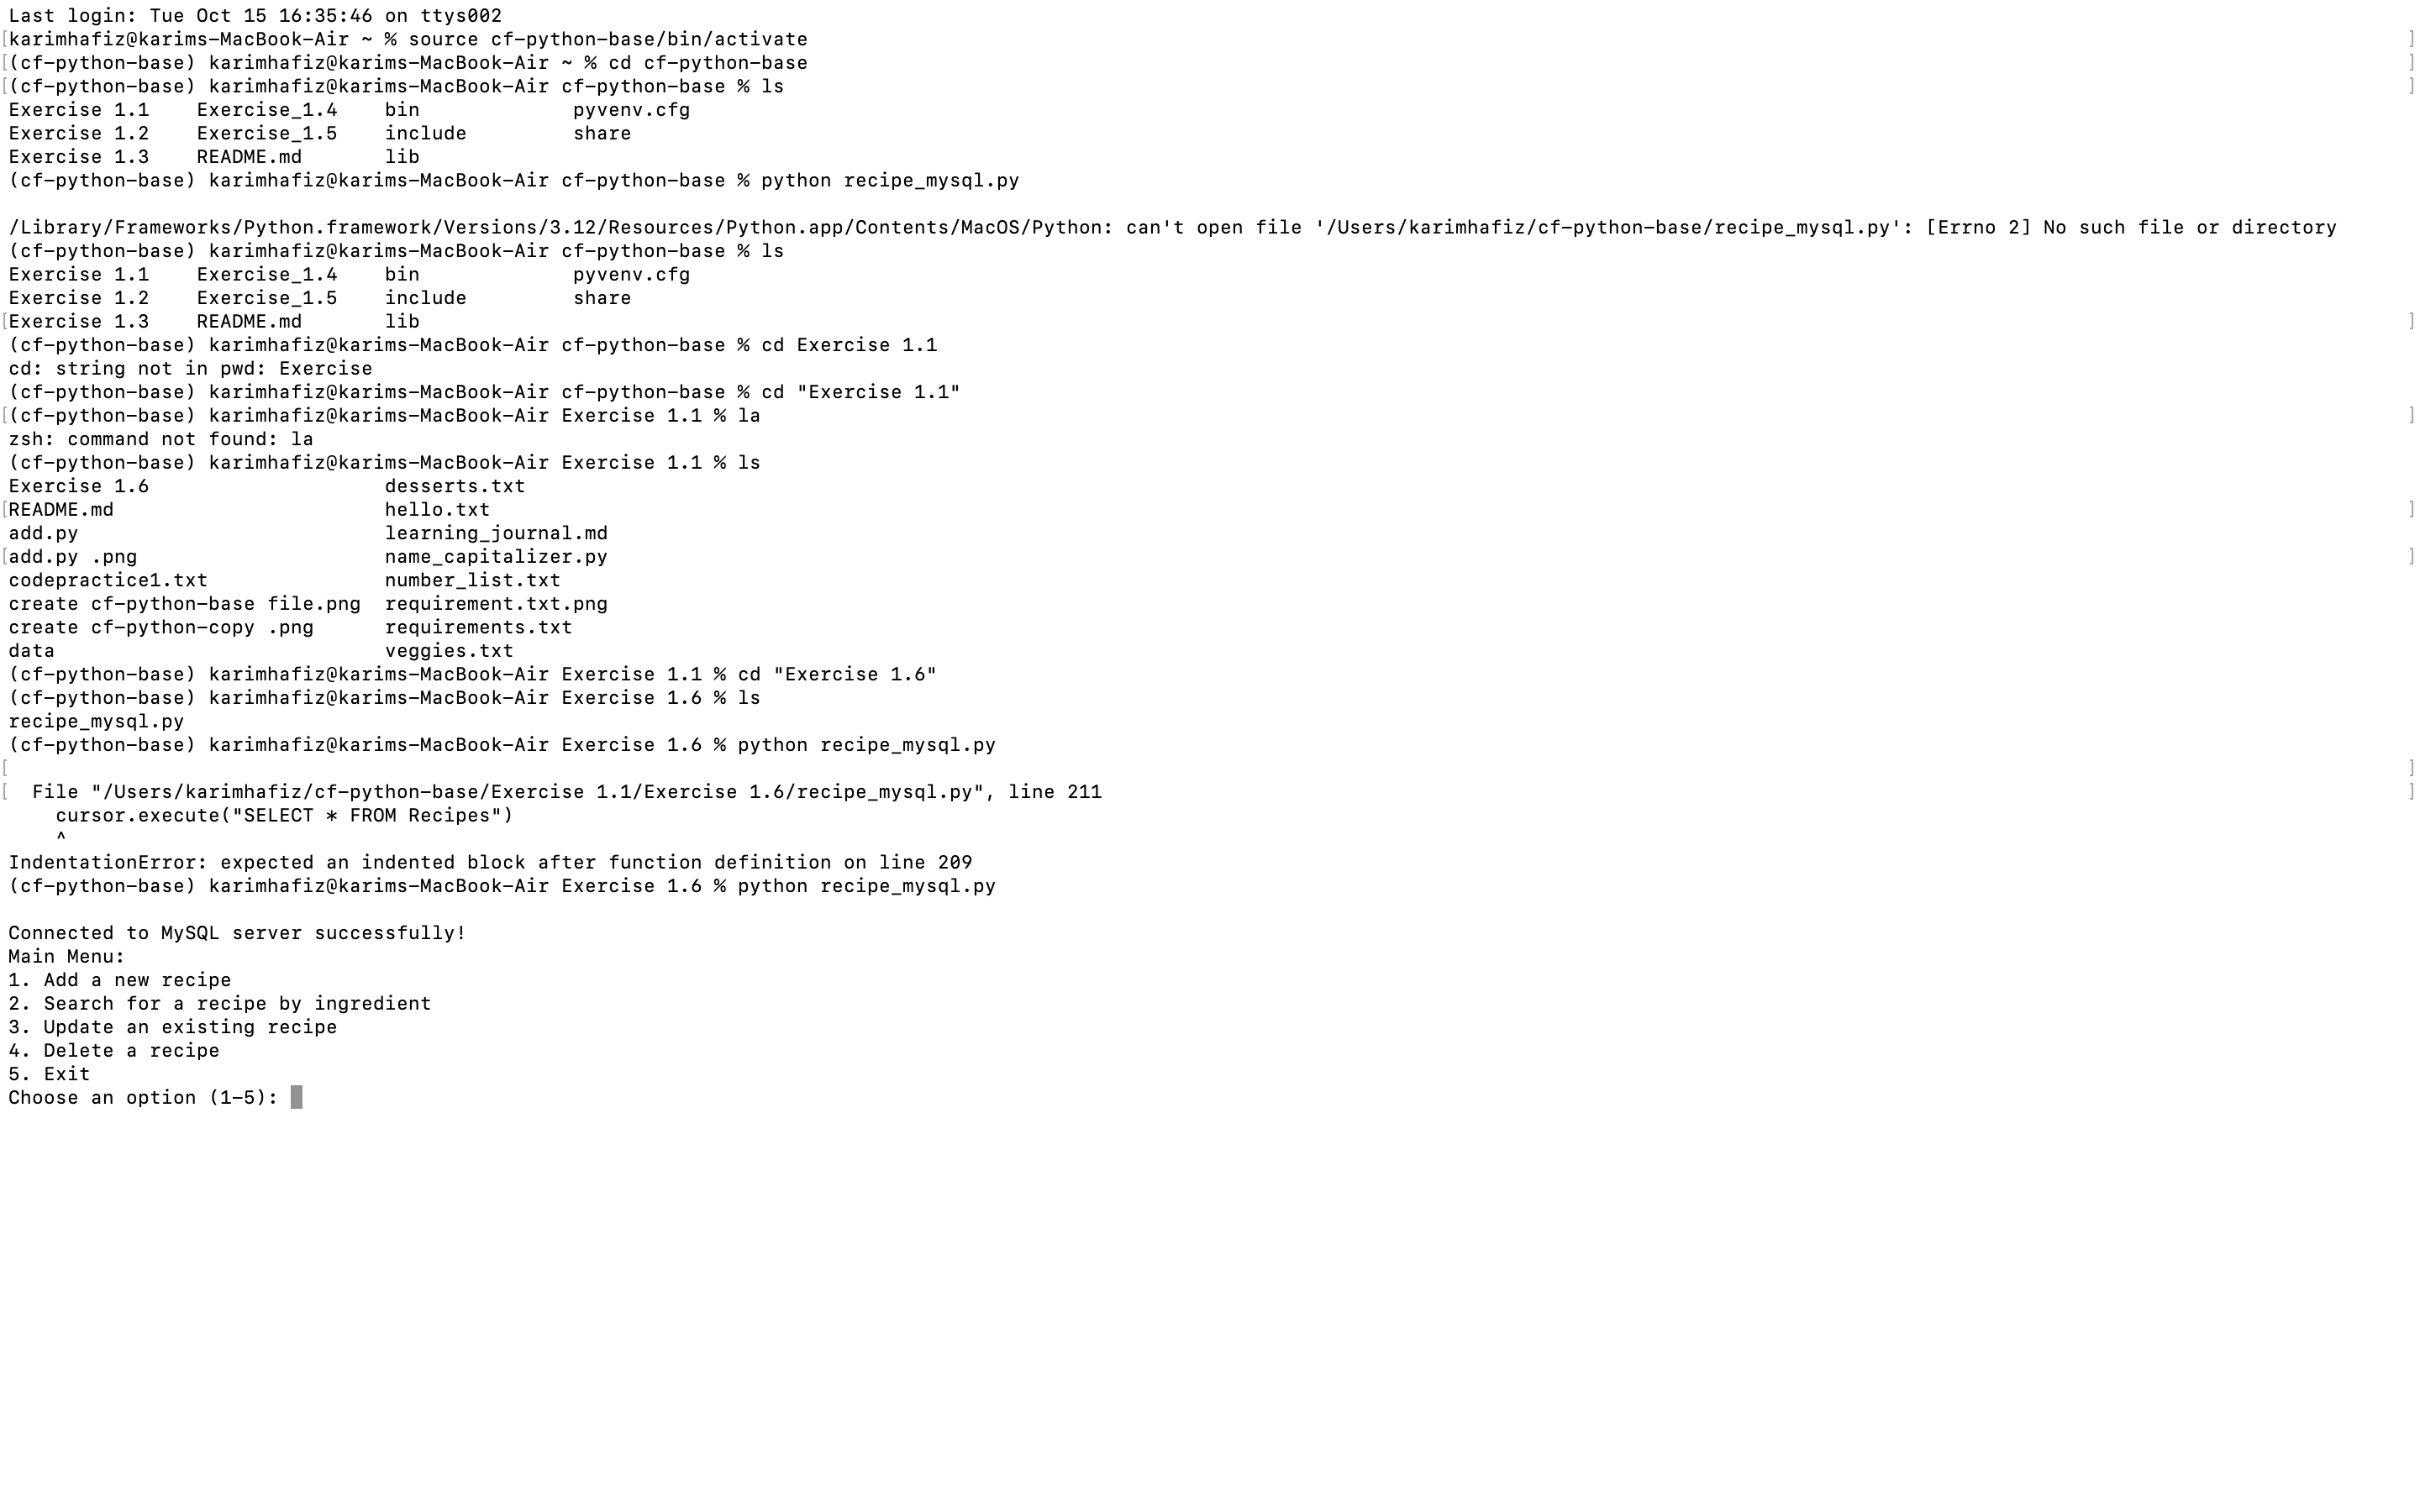 Last login: Tue Oct 15 16:35:46 on ttys002
[karimhafiz@karims-MacBook-Air ~ % source cf-python-base/bin/activate ]
[(cf-python-base) karimhafiz@karims-MacBook-Air ~ % cd cf-python-base ]
[(cf-python-base) karimhafiz@karims-MacBook-Air cf-python-base % ls ]
Exercise 1.1    Exercise_1.4    bin             pyvenv.cfg
Exercise 1.2    Exercise_1.5    include         share
Exercise 1.3    README.md       lib
(cf-python-base) karimhafiz@karims-MacBook-Air cf-python-base % python recipe_mysql.py

/Library/Frameworks/Python.framework/Versions/3.12/Resources/Python.app/Contents/MacOS/Python: can't open file '/Users/karimhafiz/cf-python-base/recipe_mysql.py': [Errno 2] No such file or directory
(cf-python-base) karimhafiz@karims-MacBook-Air cf-python-base % ls
Exercise 1.1    Exercise_1.4    bin             pyvenv.cfg
Exercise 1.2    Exercise_1.5    include         share
[Exercise 1.3    README.md       lib ]
(cf-python-base) karimhafiz@karims-MacBook-Air cf-python-base % cd Exercise 1.1
cd: string not in pwd: Exercise
(cf-python-base) karimhafiz@karims-MacBook-Air cf-python-base % cd "Exercise 1.1"
[(cf-python-base) karimhafiz@karims-MacBook-Air Exercise 1.1 % la ]
zsh: command not found: la
(cf-python-base) karimhafiz@karims-MacBook-Air Exercise 1.1 % ls
Exercise 1.6                    desserts.txt
[README.md                       hello.txt ]
add.py                          learning_journal.md
[add.py .png                     name_capitalizer.py ]
codepractice1.txt               number_list.txt
create cf-python-base file.png  requirement.txt.png
create cf-python-copy .png      requirements.txt
data                            veggies.txt
(cf-python-base) karimhafiz@karims-MacBook-Air Exercise 1.1 % cd "Exercise 1.6"
(cf-python-base) karimhafiz@karims-MacBook-Air Exercise 1.6 % ls
recipe_mysql.py
(cf-python-base) karimhafiz@karims-MacBook-Air Exercise 1.6 % python recipe_mysql.py
[ ]
[  File "/Users/karimhafiz/cf-python-base/Exercise 1.1/Exercise 1.6/recipe_mysql.py", line 211 ]
    cursor.execute("SELECT * FROM Recipes")
    ^
IndentationError: expected an indented block after function definition on line 209
(cf-python-base) karimhafiz@karims-MacBook-Air Exercise 1.6 % python recipe_mysql.py

Connected to MySQL server successfully!
Main Menu:
1. Add a new recipe
2. Search for a recipe by ingredient
3. Update an existing recipe
4. Delete a recipe
5. Exit
Choose an option (1-5):